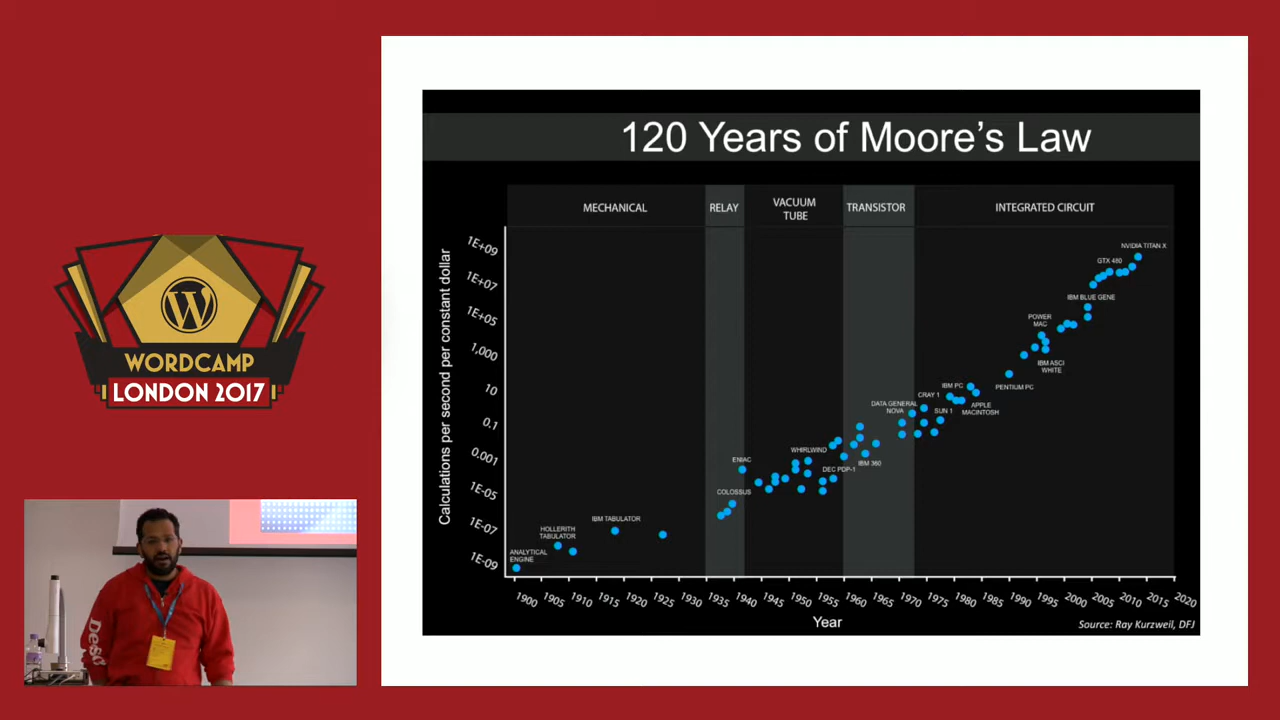 120 Years of Moore's Law
MECHANICAL
RELAY
VACUUM
TUBE
TRANSISTOR
INTEGRATED CIRCUIT
Calculations per second per constant dollar
1E+09
1E+07
1E+05
1,000
10
0.1
0.001
1E-05
1E-07
1E-09
ANALYTICAL
ENGINE
HOLLERITH
TABULATOR
IBM TABULATOR
COLOSSUS
ENIAC
WHIRLWIND
DEC PDP-1
IBM 360
DATA GENERAL
NOVA
CRAY 1
SUN 1
IBM PC
APPLE
MACINTOSH
PENTIUM PC
POWER
MAC
IBM ASCI
WHITE
IBM BLUE GENE
GTX 480
NVIDIA TITAN X
1900 1905 1910 1915 1920 1925 1930 1935 1940 1945 1950 1955 1960 1965 1970 1975 1980 1985 1990 1995 2000 2005 2010 2015 2020
Year
Source: Ray Kurzweil, DFJ
W
WORDCAMP
LONDON 2017